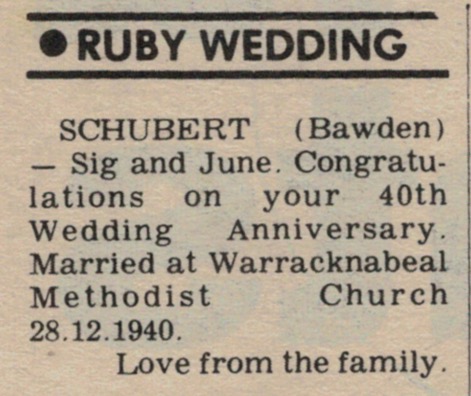 ● RUBY WEDDING
SCHUBERT (Bawden)
— Sig and June. Congratu-
lations on your 40th
Wedding Anniversary.
Married at Warracknabeal
Methodist Church
28.12.1940.
Love from the family.